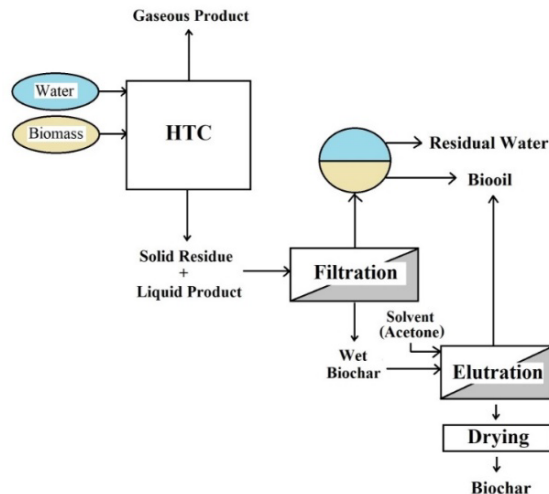 Gaseous Product
Water
Biomass
HTC
Residual Water
Biooil
Solid Residue
+
Liquid Product
Filtration
Solvent
(Acetone)
Wet
Biochar
Elutration
Drying
Biochar